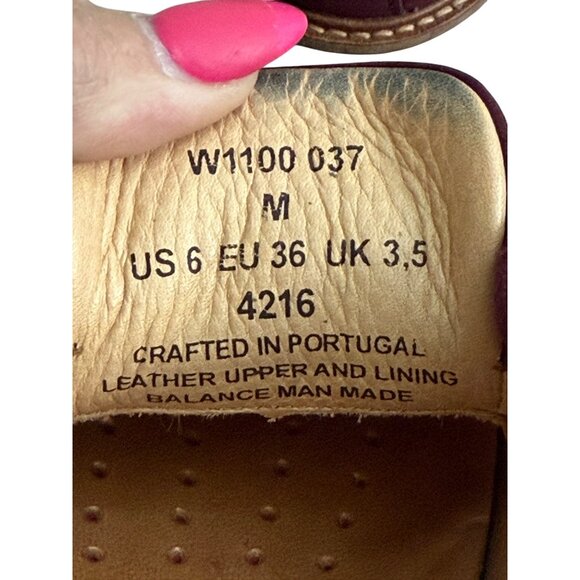 W1100 037
M
US 6 EU 36 UK 3,5
4216
CRAFTED IN PORTUGAL
LEATHER UPPER AND LINING
BALANCE MAN MADE